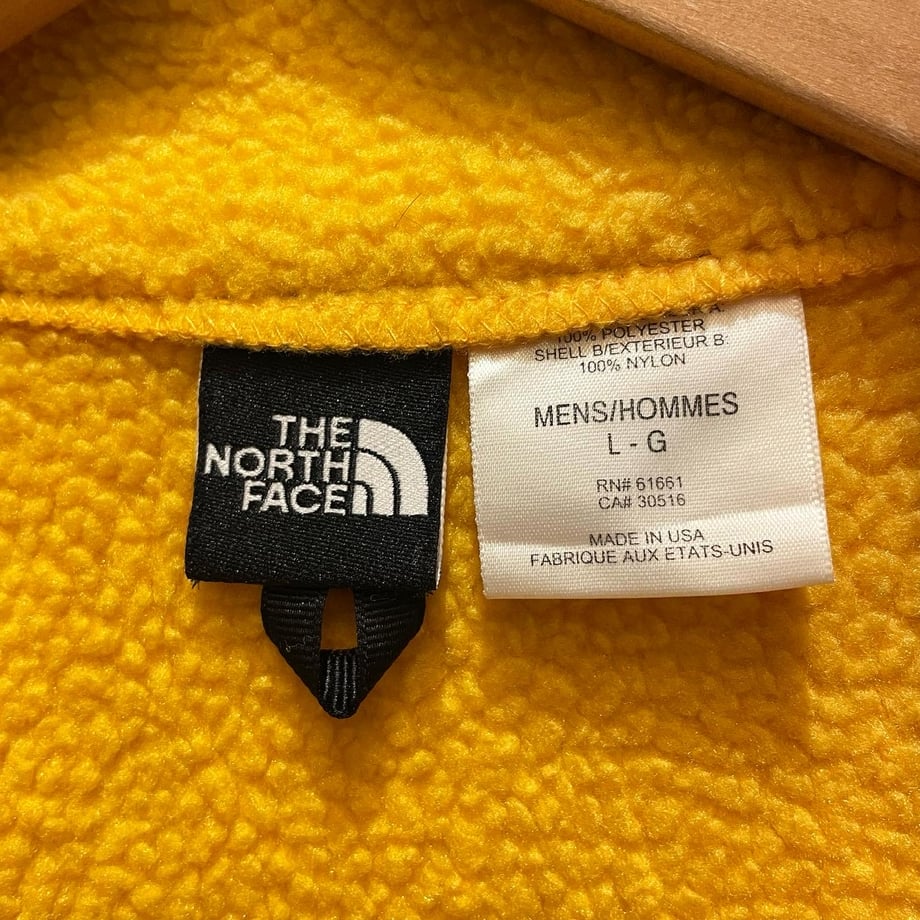 THE
NORTH
FACE
100% POLYESTER
SHELL B/EXTERIEUR B:
100% NYLON
MENS/HOMMES
L - G
RN# 61661
CA# 30516
MADE IN USA
FABRIQUE AUX ETATS-UNIS